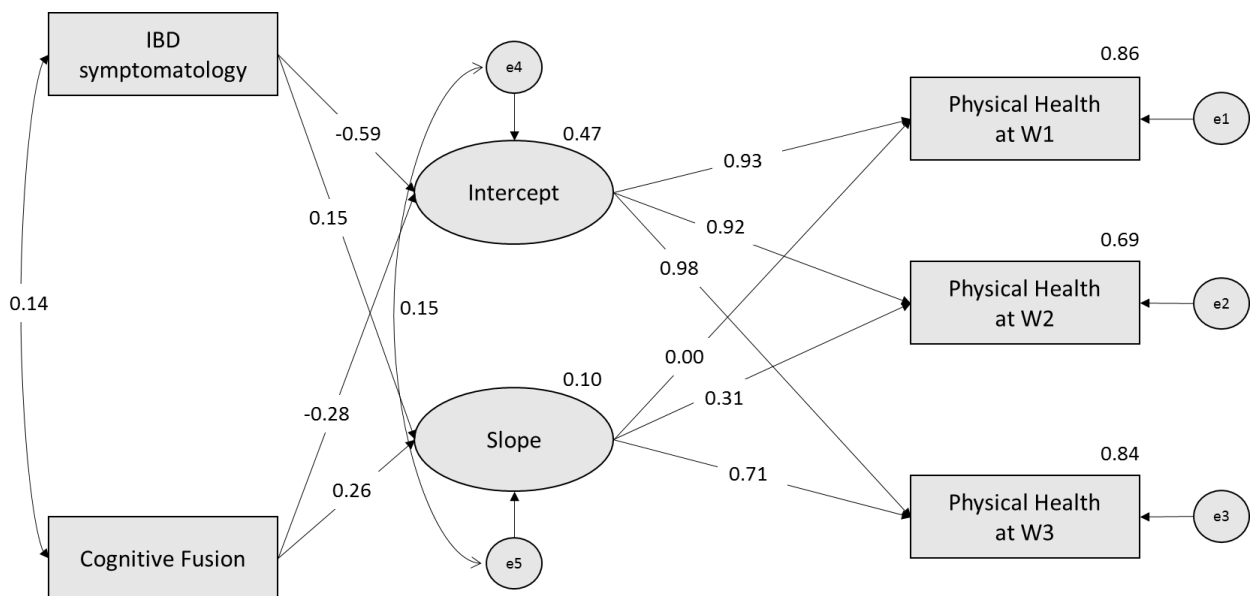 IBD
symptomatology
Cognitive Fusion
0.14
-0.59
0.15
-0.28
0.26
e4
0.47
Intercept
0.15
0.10
Slope
e5
0.93
0.92
0.98
0.00
0.31
0.71
0.86
Physical Health
at W1
e1
0.69
Physical Health
at W2
e2
0.84
Physical Health
at W3
e3